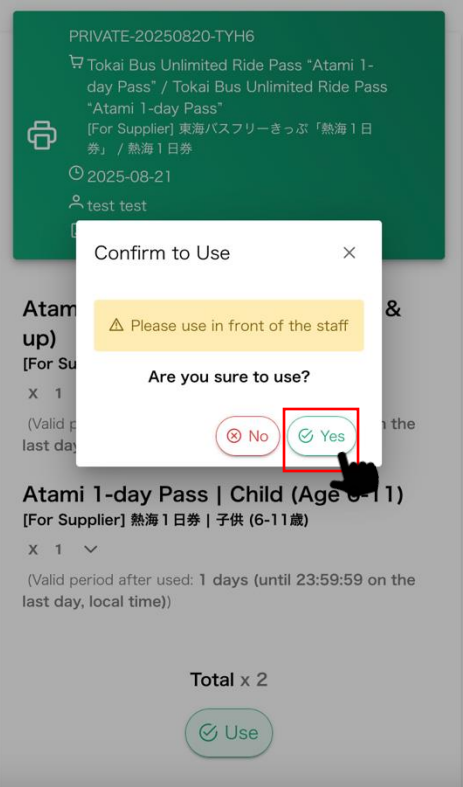 PRIVATE-20250820-TYH6
Tokai Bus Unlimited Ride Pass “Atami 1-
day Pass” / Tokai Bus Unlimited Ride Pass
“Atami 1-day Pass”
[For Supplier] 東海バスフリーきっぷ「熱海1日
券」 / 熱海1日券
2025-08-21
test test
Confirm to Use
Please use in front of the staff
Are you sure to use?
No
Yes
Atam
&
up)
[For Su
X 1
(Valid p
n the
last day
Atami 1-day Pass | Child (Age 6-11)
[For Supplier] 熱海1日券 | 子供 (6-11歳)
X 1
(Valid period after used: 1 days (until 23:59:59 on the
last day, local time))
Total x 2
Use